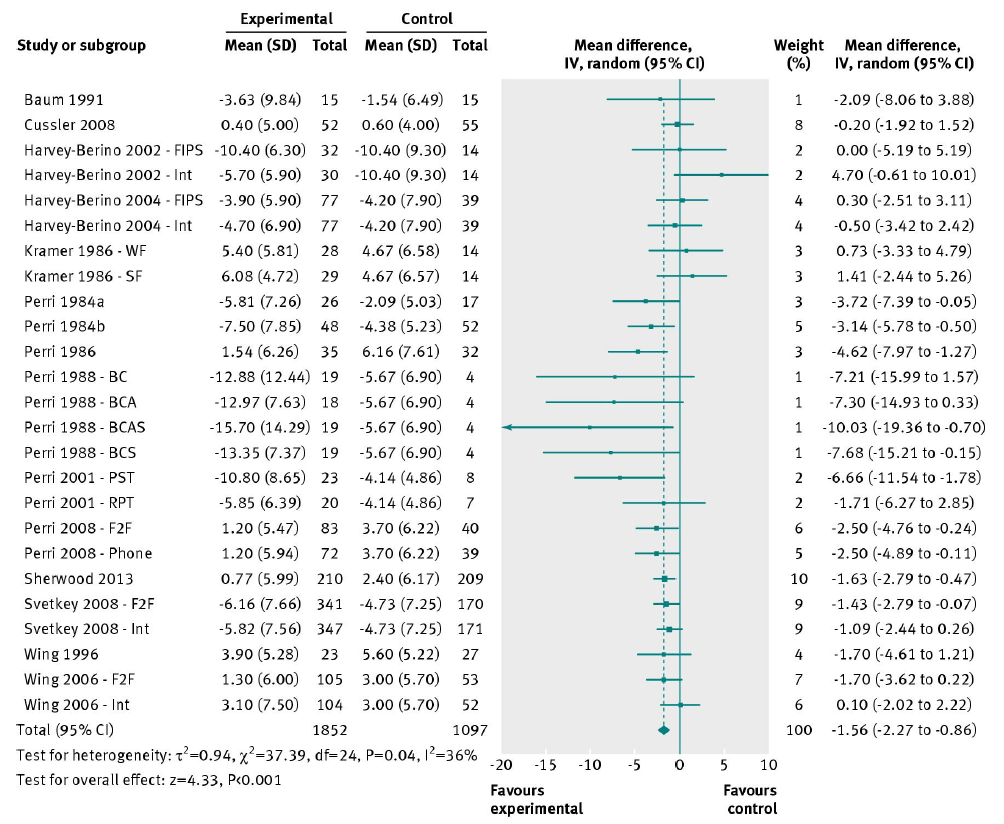 Experimental Control
Study or subgroup Mean (SD) Total Mean (SD) Total Mean difference, IV, random (95% CI) Weight (%) Mean difference, IV, random (95% CI)
Baum 1991 -3.63 (9.84) 15 -1.54 (6.49) 15 1 -2.09 (-8.06 to 3.88)
Cussler 2008 0.40 (5.00) 52 0.60 (4.00) 55 8 -0.20 (-1.92 to 1.52)
Harvey-Berino 2002 - FIPS -10.40 (6.30) 32 -10.40 (9.30) 14 2 0.00 (-5.19 to 5.19)
Harvey-Berino 2002 - Int -5.70 (5.90) 30 -10.40 (9.30) 14 2 4.70 (-0.61 to 10.01)
Harvey-Berino 2004 - FIPS -3.90 (5.90) 77 -4.20 (7.90) 39 4 0.30 (-2.51 to 3.11)
Harvey-Berino 2004 - Int -4.70 (6.90) 77 -4.20 (7.90) 39 4 -0.50 (-3.42 to 2.42)
Kramer 1986 - WF 5.40 (5.81) 28 4.67 (6.58) 14 3 0.73 (-3.33 to 4.79)
Kramer 1986 - SF 6.08 (4.72) 29 4.67 (6.57) 14 3 1.41 (-2.44 to 5.26)
Perri 1984a -5.81 (7.26) 26 -2.09 (5.03) 17 3 -3.72 (-7.39 to -0.05)
Perri 1984b -7.50 (7.85) 48 -4.38 (5.23) 52 5 -3.14 (-5.78 to -0.50)
Perri 1986 1.54 (6.26) 35 6.16 (7.61) 32 3 -4.62 (-7.97 to -1.27)
Perri 1988 - BC -12.88 (12.44) 19 -5.67 (6.90) 4 1 -7.21 (-15.99 to 1.57)
Perri 1988 - BCA -12.97 (7.63) 18 -5.67 (6.90) 4 1 -7.30 (-14.93 to 0.33)
Perri 1988 - BCAS -15.70 (14.29) 19 -5.67 (6.90) 4 1 -10.03 (-19.36 to -0.70)
Perri 1988 - BCS -13.35 (7.37) 19 -5.67 (6.90) 4 1 -7.68 (-15.21 to -0.15)
Perri 2001 - PST -10.80 (8.65) 23 -4.14 (4.86) 8 2 -6.66 (-11.54 to -1.78)
Perri 2001 - RPT -5.85 (6.39) 20 -4.14 (4.86) 7 2 -1.71 (-6.27 to 2.85)
Perri 2008 - F2F 1.20 (5.47) 83 3.70 (6.22) 40 6 -2.50 (-4.76 to -0.24)
Perri 2008 - Phone 1.20 (5.94) 72 3.70 (6.22) 39 5 -2.50 (-4.89 to -0.11)
Sherwood 2013 0.77 (5.99) 210 2.40 (6.17) 209 10 -1.63 (-2.79 to -0.47)
Svetkey 2008 - F2F -6.16 (7.66) 341 -4.73 (7.25) 170 9 -1.43 (-2.79 to -0.07)
Svetkey 2008 - Int -5.82 (7.56) 347 -4.73 (7.25) 171 9 -1.09 (-2.44 to 0.26)
Wing 1996 3.90 (5.28) 23 5.60 (5.22) 27 4 -1.70 (-4.61 to 1.21)
Wing 2006 - F2F 1.30 (6.00) 105 3.00 (5.70) 53 7 -1.70 (-3.62 to 0.22)
Wing 2006 - Int 3.10 (7.50) 104 3.00 (5.70) 52 6 0.10 (-2.02 to 2.22)
Total (95% CI) 1852 1097 100 -1.56 (-2.27 to -0.86)
Test for heterogeneity: τ²=0.94, χ²=37.39, df=24, P=0.04, I²=36%
Test for overall effect: z=4.33, P<0.001
-20 -15 -10 -5 0 5 10
Favours experimental Favours control